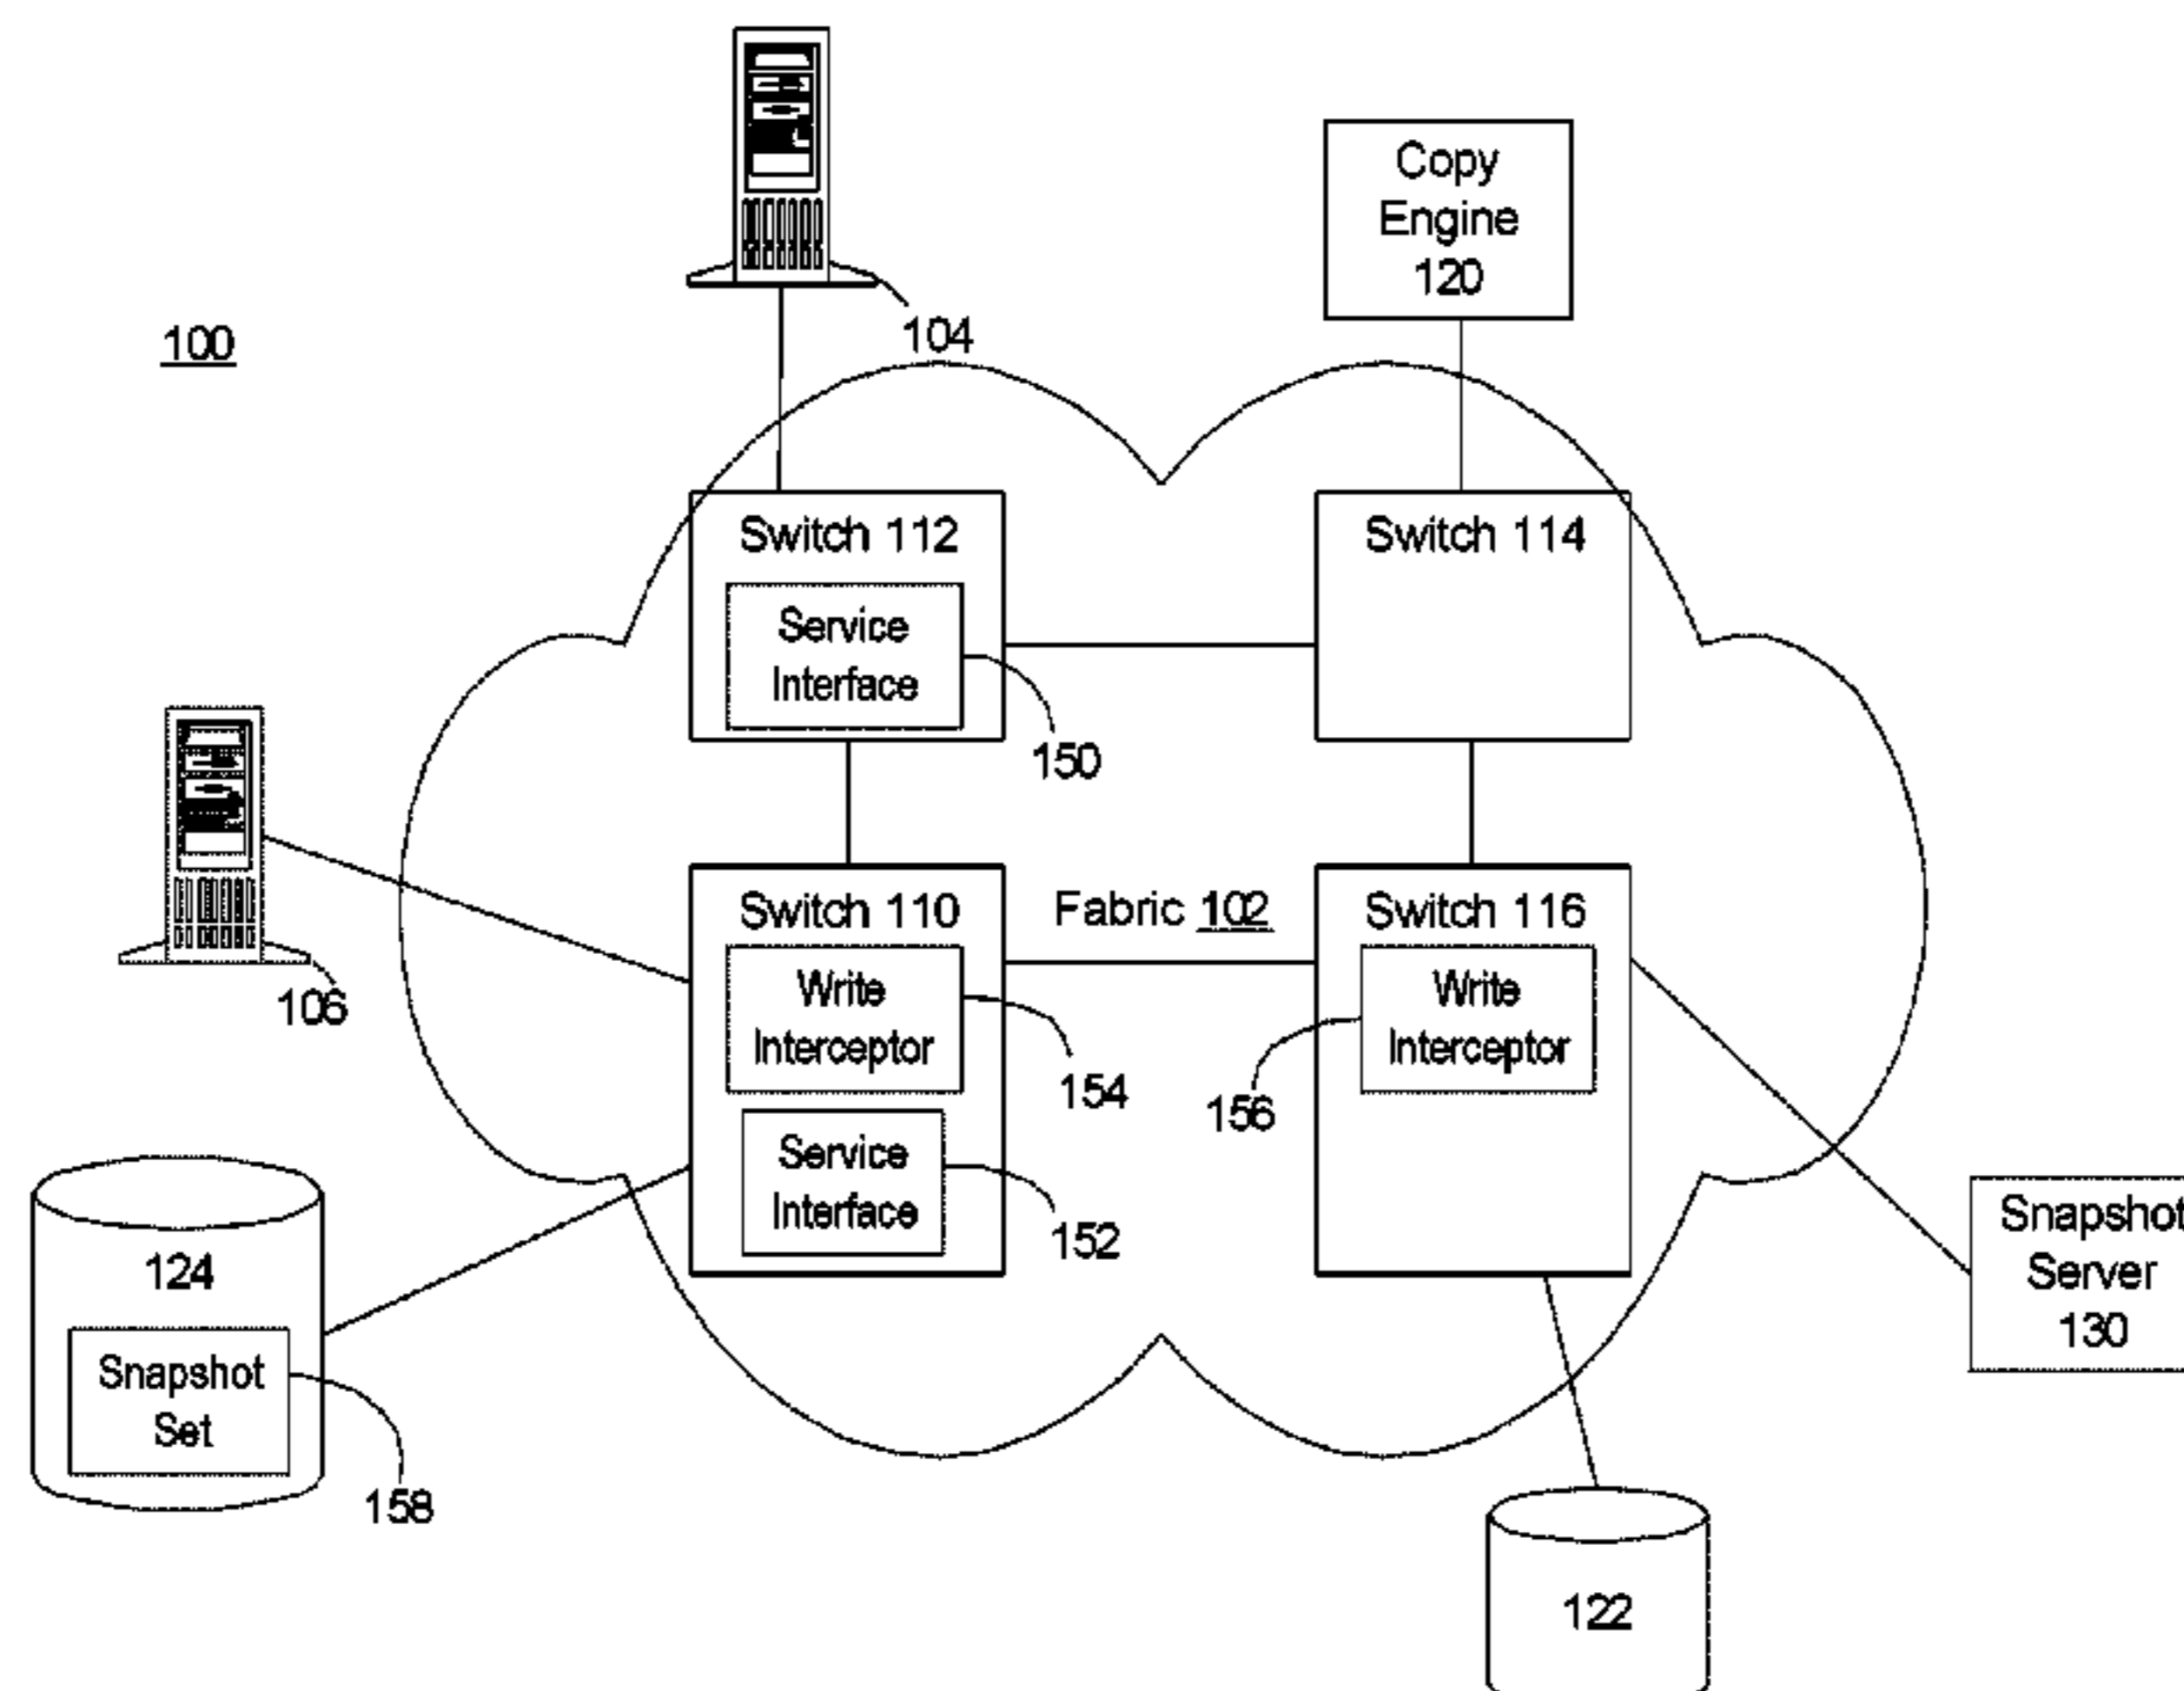 Copy
Engine
120
104
100
Switch 112
Switch 114
Service
Interface
150
Switch 110
Fabric 102
Switch 116
Write
Interceptor
Write
Interceptor
106
154
156
Service
Interface
152
Snapshot
Server
130
124
Snapshot
Set
158
122